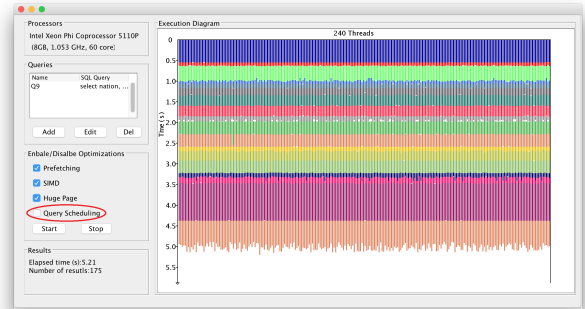 Processors
Intel Xeon Phi Coprocessor 5110P
(8GB, 1.053 GHz, 60 core)
Queries
Name SQL Query
Q9 select nation, ...
Add Edit Del
Enbale/Disalbe Optimizations
Prefetching
SIMD
Huge Page
Query Scheduling
Start Stop
Results
Elapsed time (s):5.21
Number of resutls:175
Execution Diagram
240 Threads
Time (s)
0
0.5
1.0
1.5
2.0
2.5
3.0
3.5
4.0
4.5
5.0
5.5